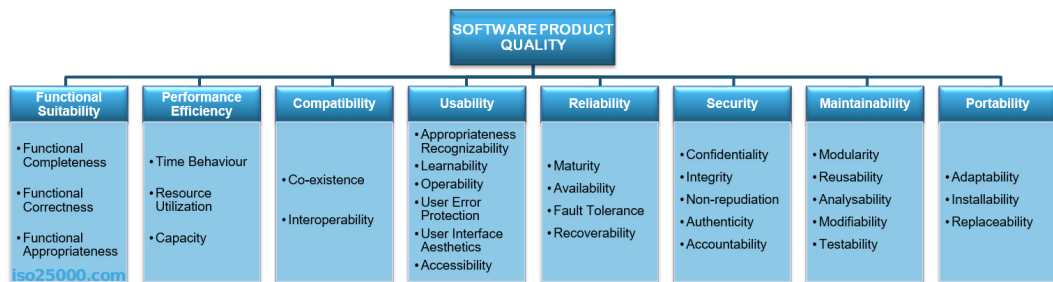 SOFTWARE PRODUCT
QUALITY
Functional
Suitability
• Functional
Completeness
• Functional
Correctness
• Functional
Appropriateness
Performance
Efficiency
• Time Behaviour
• Resource
Utilization
• Capacity
Compatibility
• Co-existence
• Interoperability
Usability
• Appropriateness
Recognizability
• Learnability
• Operability
• User Error
Protection
• User Interface
Aesthetics
• Accessibility
Reliability
• Maturity
• Availability
• Fault Tolerance
• Recoverability
Security
• Confidentiality
• Integrity
• Non-repudiation
• Authenticity
• Accountability
Maintainability
• Modularity
• Reusability
• Analysability
• Modifiability
• Testability
Portability
• Adaptability
• Installability
• Replaceability
iso25000.com